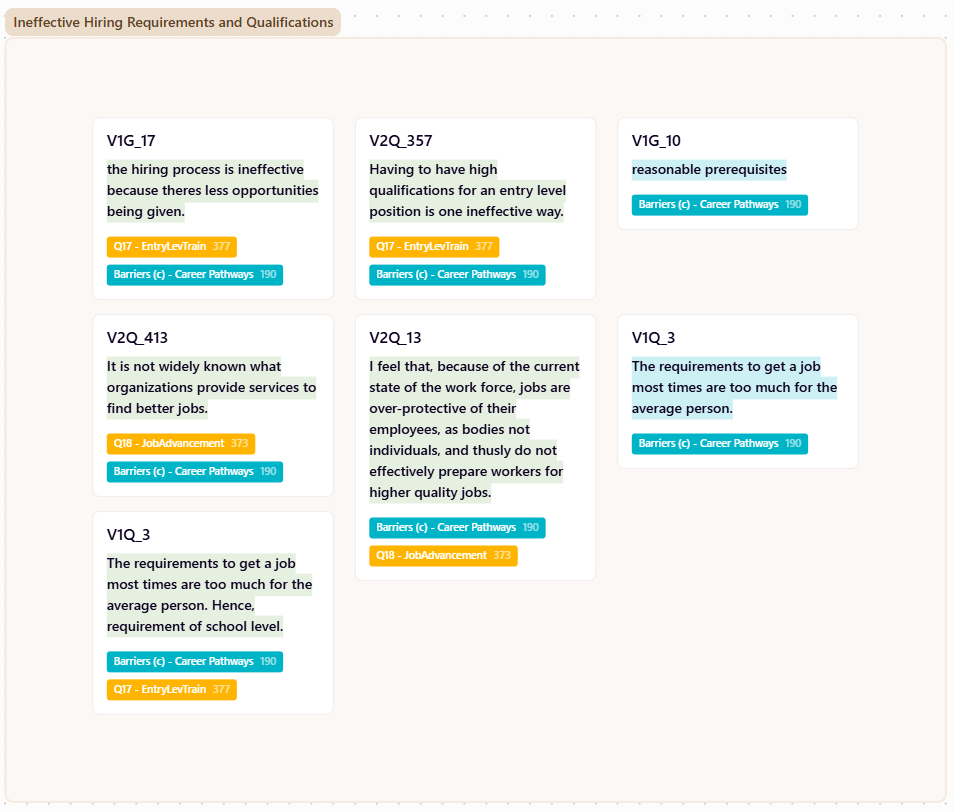 Ineffective Hiring Requirements and Qualifications
V1G_17
the hiring process is ineffective
because theres less opportunities
being given.
Q17 - EntryLevTrain 377
Barriers (c) - Career Pathways 190
V2Q_357
Having to have high
qualifications for an entry level
position is one ineffective way.
Q17 - EntryLevTrain 377
Barriers (c) - Career Pathways 190
V1G_10
reasonable prerequisites
Barriers (c) - Career Pathways 190
V2Q_413
It is not widely known what
organizations provide services to
find better jobs.
Q18 - JobAdvancement 373
Barriers (c) - Career Pathways 190
V2Q_13
I feel that, because of the current
state of the work force, jobs are
over-protective of their
employees, as bodies not
individuals, and thusly do not
effectively prepare workers for
higher quality jobs.
Barriers (c) - Career Pathways 190
Q18 - JobAdvancement 373
V1Q_3
The requirements to get a job
most times are too much for the
average person.
Barriers (c) - Career Pathways 190
V1Q_3
The requirements to get a job
most times are too much for the
average person. Hence,
requirement of school level.
Barriers (c) - Career Pathways 190
Q17 - EntryLevTrain 377